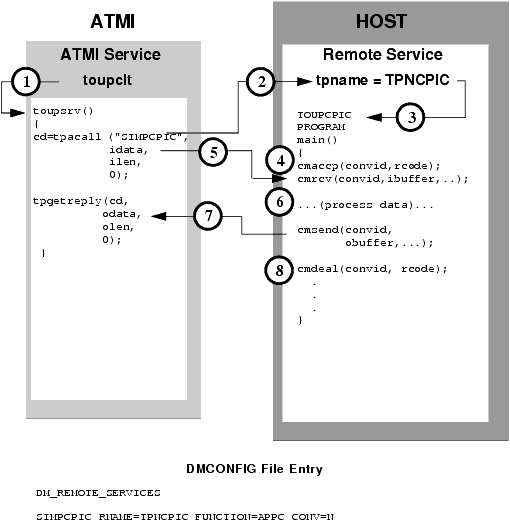 ATMI
HOST
ATMI Service
toupclt
1
toupsrv()
{
cd=tpacall ("SIMPCPIC",
idata,
ilen,
0);
tpgetreply(cd,
odata,
olen,
0);
}
Remote Service
2
tpname = TPNCPIC
TOUPCPIC
3
PROGRAM
main()
{
4
cmaccp(convid,rcode);
5
cmrcv(convid,ibuffer,..);
6
...(process data)...
7
cmsend(convid,
obuffer,...);
8
cmdeal(convid, rcode);
.
.
.
}
DMCONFIG File Entry
DM_REMOTE_SERVICES
SIMPCPIC RNAME=TPNCPIC FUNCTION=APPC CONV=N